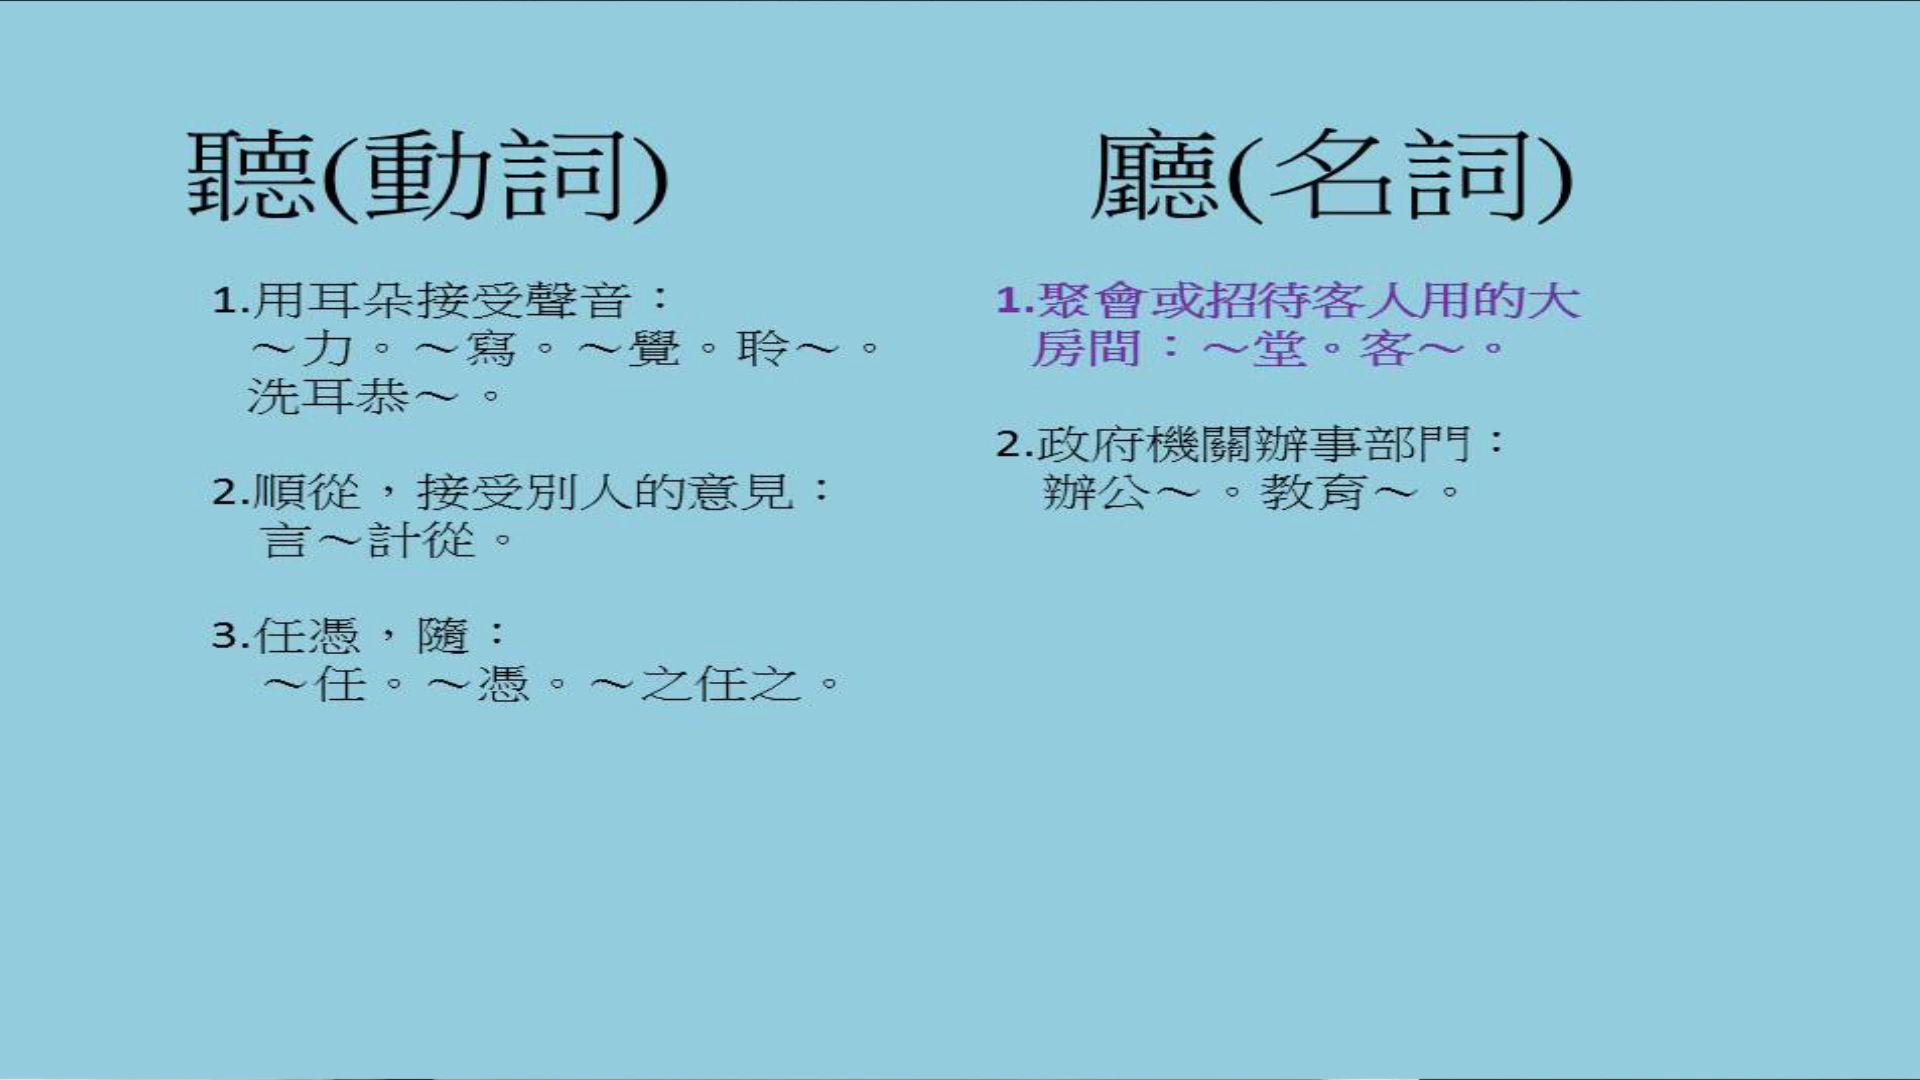 聽(動詞)
1.用耳朵接受聲音：
～力。～寫。～覺。聆～。
洗耳恭～。
2.順從，接受別人的意見：
言～計從。
3.任憑，隨：
～任。～憑。～之任之。
廳(名詞)
1.聚會或招待客人用的大
房間：～堂。客～。
2.政府機關辦事部門：
辦公～。教育～。